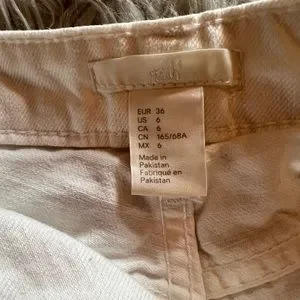 EUR 36
US 6
CA 6
CN 165/68A
MX 6
Made in
Pakistan
Fabriqué en
Pakistan